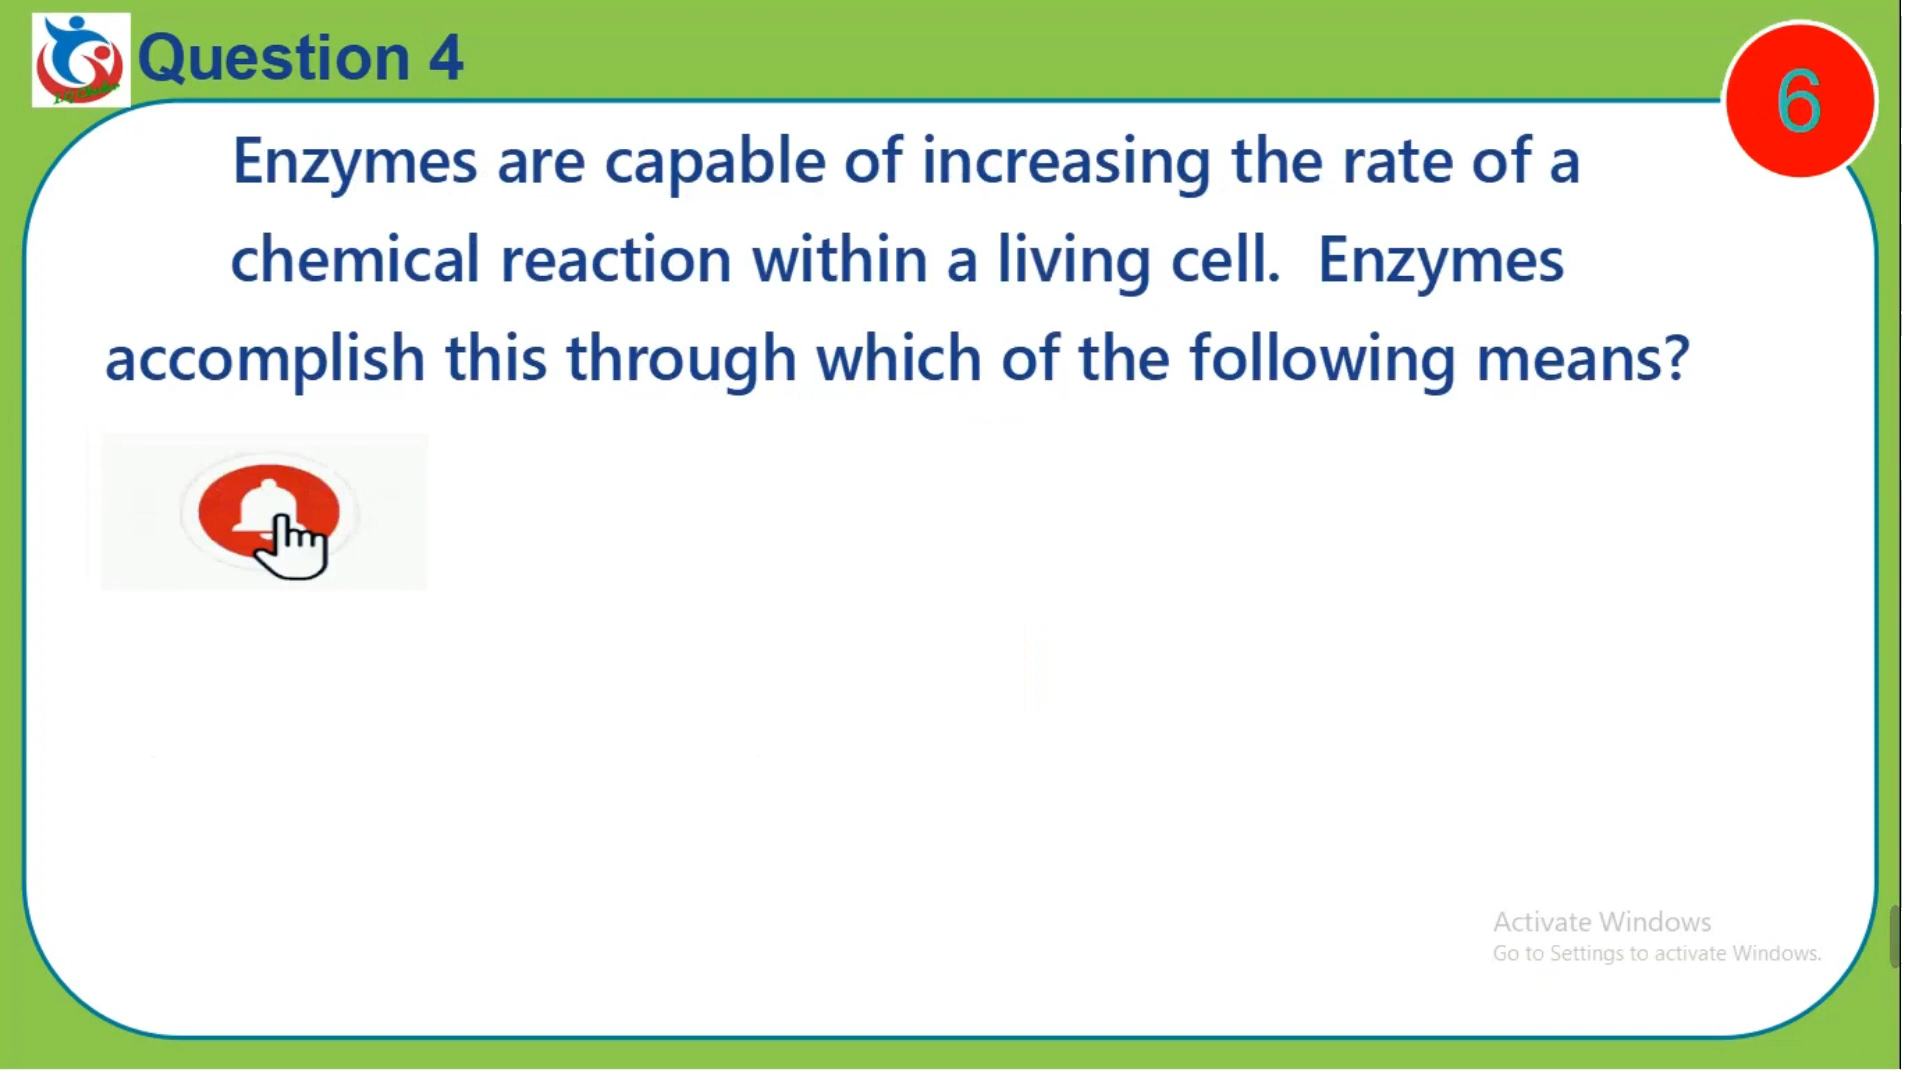 Question 4
6
Enzymes are capable of increasing the rate of a
chemical reaction within a living cell.  Enzymes
accomplish this through which of the following means?
Activate Windows
Go to Settings to activate Windows.